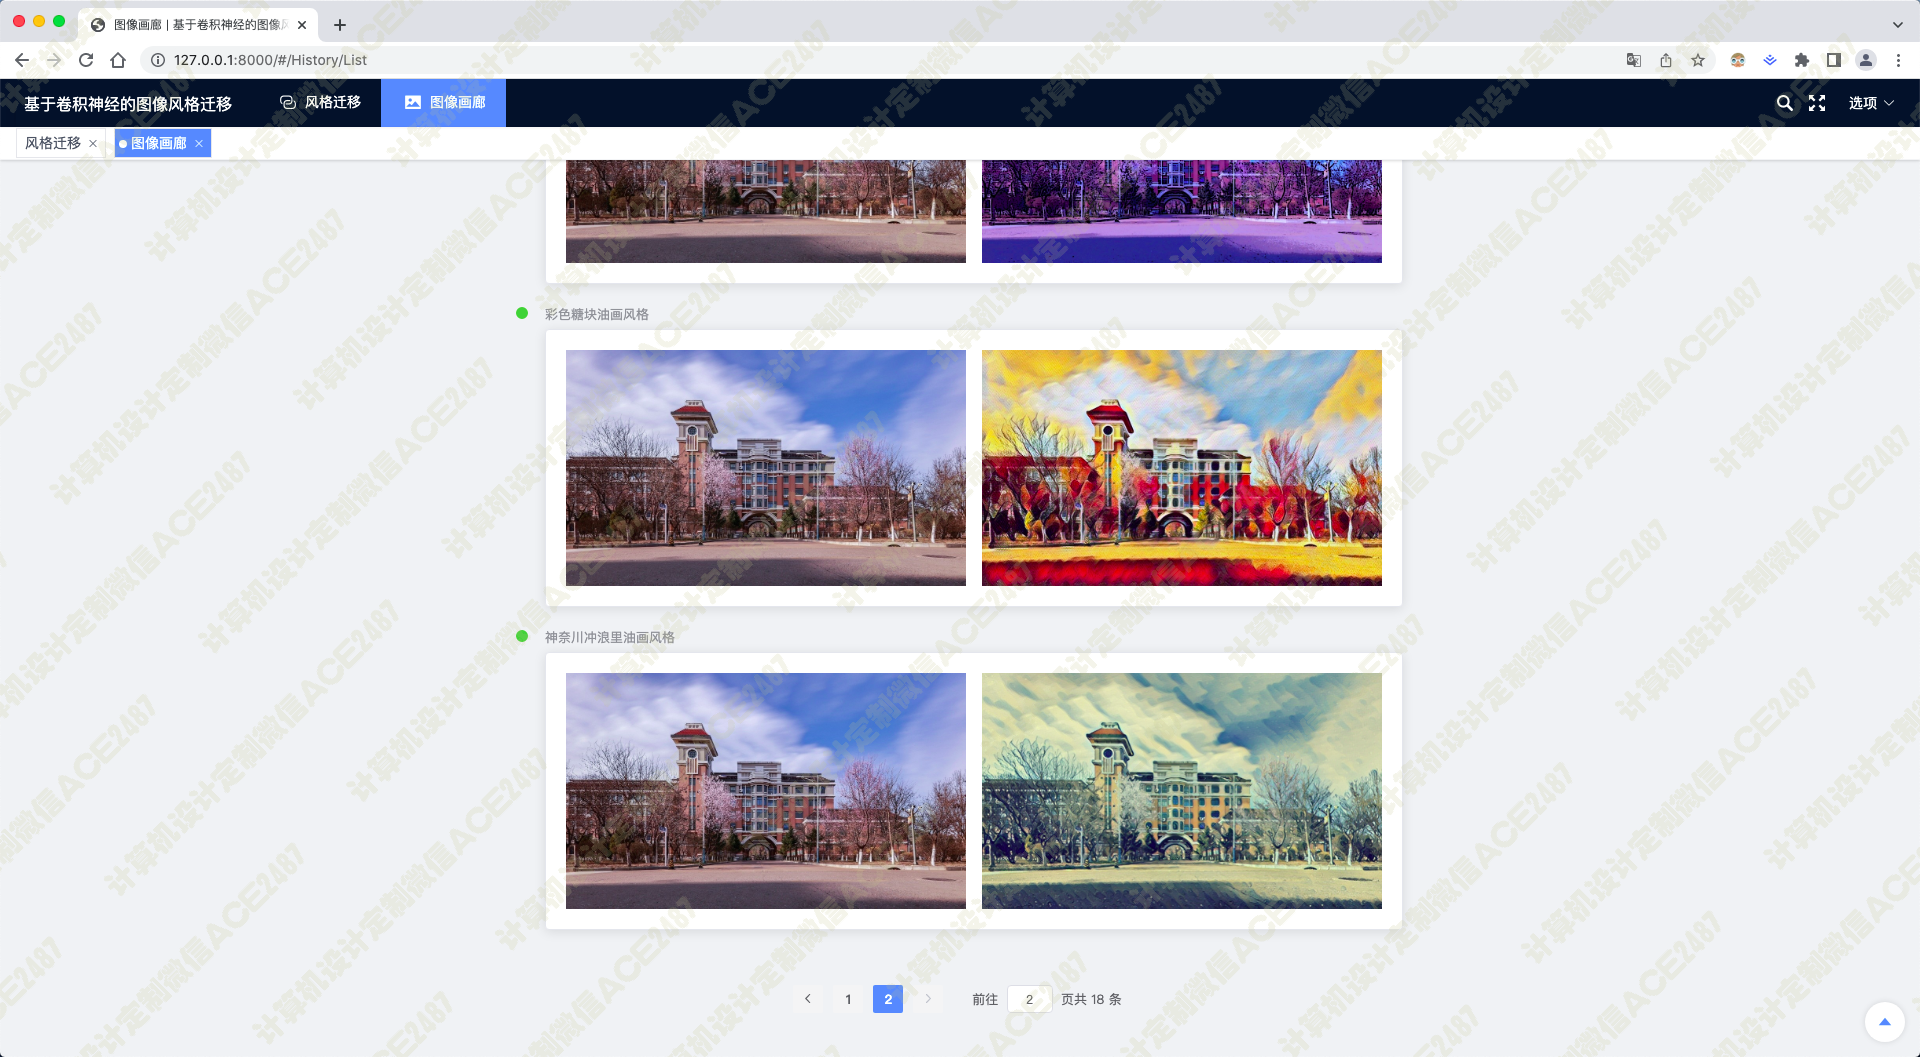 图像画廊 | 基于卷积神经的图像风
127.0.0.1:8000/#/History/List
基于卷积神经的图像风格迁移
风格迁移
图像画廊
选项
风格迁移
图像画廊
彩色糖块油画风格
神奈川冲浪里油画风格
1
2
前往 2 页共 18 条
计算机设计定制微信ACE2487